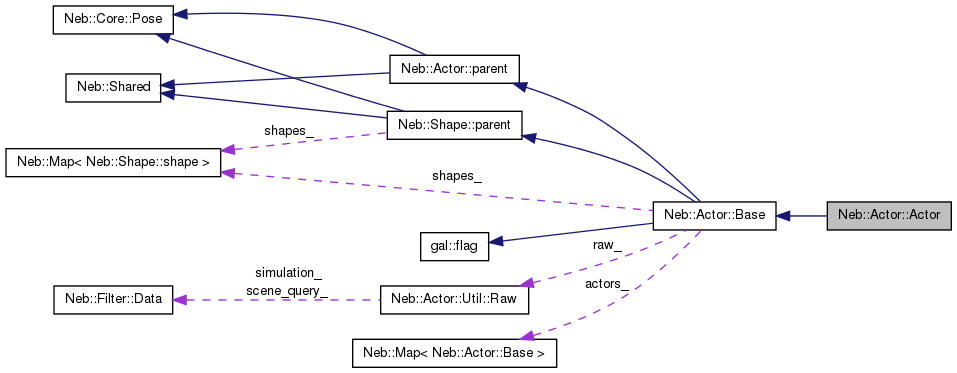 Neb::Core::Pose
Neb::Actor::parent
Neb::Shared
Neb::Shape::parent
shapes_
Neb::Map< Neb::Shape::shape >
shapes_
Neb::Actor::Base
Neb::Actor::Actor
gal::flag
raw_
simulation_
scene_query_
actors_
Neb::Filter::Data
Neb::Actor::Util::Raw
Neb::Map< Neb::Actor::Base >